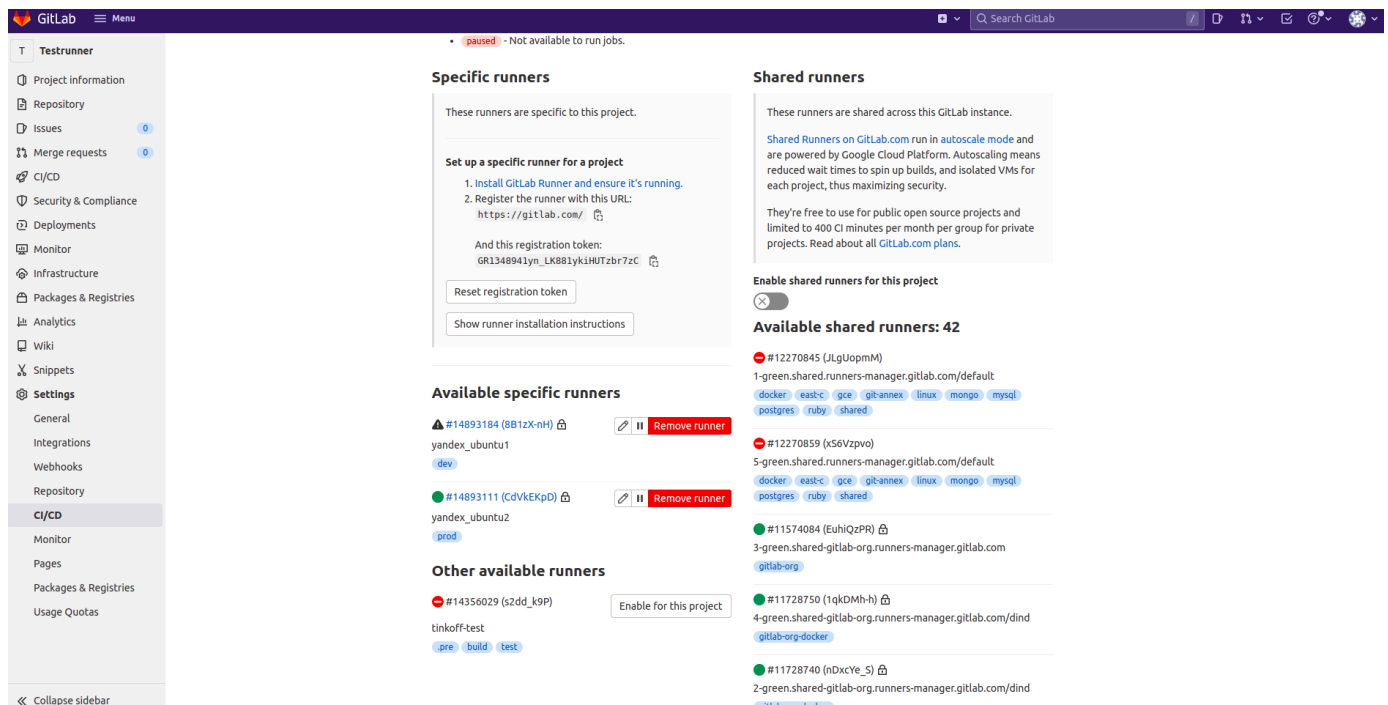 GitLab
Menu
Search GitLab
/
T Testrunner
Project information
Repository
Issues 0
Merge requests 0
CI/CD
Security & Compliance
Deployments
Monitor
Infrastructure
Packages & Registries
Analytics
Wiki
Snippets
Settings
General
Integrations
Webhooks
Repository
CI/CD
Monitor
Pages
Packages & Registries
Usage Quotas
Collapse sidebar
paused - Not available to run jobs.
Specific runners
These runners are specific to this project.
Set up a specific runner for a project
1. Install GitLab Runner and ensure it's running.
2. Register the runner with this URL:
https://gitlab.com/
And this registration token:
GR1348941yn_LK881ykiHUTzbr7zC
Reset registration token
Show runner installation instructions
Available specific runners
#14893184 (8B1zX-nH)
Remove runner
yandex_ubuntu1
dev
#14893111 (CdVkEKpD)
Remove runner
yandex_ubuntu2
prod
Other available runners
#14356029 (s2dd_k9P)
Enable for this project
tinkoff-test
.pre build test
Shared runners
These runners are shared across this GitLab instance.
Shared Runners on GitLab.com run in autoscale mode and
are powered by Google Cloud Platform. Autoscaling means
reduced wait times to spin up builds, and isolated VMs for
each project, thus maximizing security.
They're free to use for public open source projects and
limited to 400 CI minutes per month per group for private
projects. Read about all GitLab.com plans.
Enable shared runners for this project
Available shared runners: 42
#12270845 (JLgUopmM)
1-green.shared.runners-manager.gitlab.com/default
docker east-c gce git-annex linux mongo mysql
postgres ruby shared
#12270859 (xS6Vzpvo)
5-green.shared.runners-manager.gitlab.com/default
docker east-c gce git-annex linux mongo mysql
postgres ruby shared
#11574084 (EuhiQzPR)
3-green.shared-gitlab-org.runners-manager.gitlab.com
gitlab-org
#11728750 (1qkDMh-h)
4-green.shared-gitlab-org.runners-manager.gitlab.com/dind
gitlab-org-docker
#11728740 (nDxcYe_S)
2-green.shared-gitlab-org.runners-manager.gitlab.com/dind